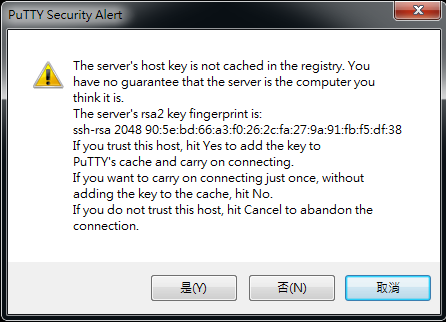 PuTTY Security Alert
The server's host key is not cached in the registry. You
have no guarantee that the server is the computer you
think it is.
The server's rsa2 key fingerprint is:
ssh-rsa 2048 90:5e:bd:66:a3:f0:26:2c:fa:27:9a:91:fb:f5:df:38
If you trust this host, hit Yes to add the key to
PuTTY's cache and carry on connecting.
If you want to carry on connecting just once, without
adding the key to the cache, hit No.
If you do not trust this host, hit Cancel to abandon the
connection.
是(Y) 否(N) 取消